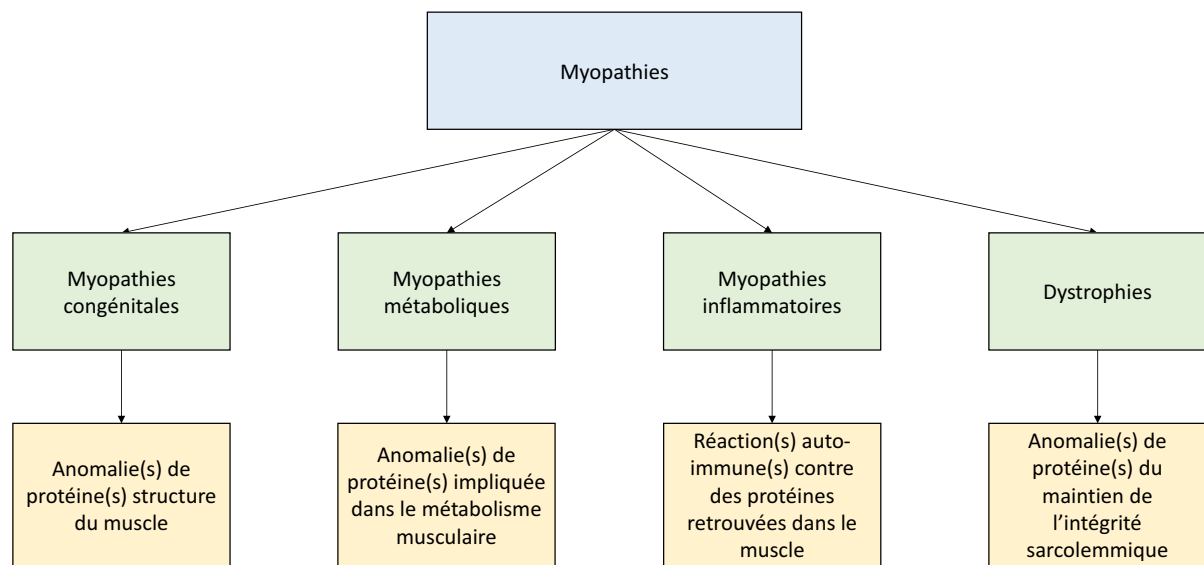 Myopathies
Myopathies
congénitales
Myopathies
métaboliques
Myopathies
inflammatoires
Dystrophies
Anomalie(s) de
protéine(s) structure
du muscle
Anomalie(s) de
protéine(s) impliquée
dans le métabolisme
musculaire
Réaction(s) auto-
immune(s) contre
des protéines
retrouvées dans le
muscle
Anomalie(s) de
protéine(s) du
maintien de
l’intégrité
sarcolemmique